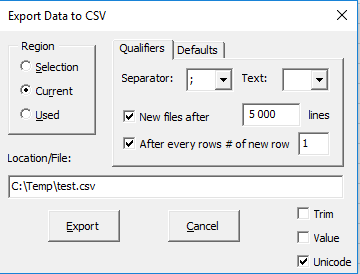 Export Data to CSV
Region
Selection
Current
Used
Qualifiers Defaults
Separator: ; Text:
New files after 5 000 lines
After every rows # of new row 1
Location/File:
C:\Temp\test.csv
Export Cancel
Trim
Value
Unicode